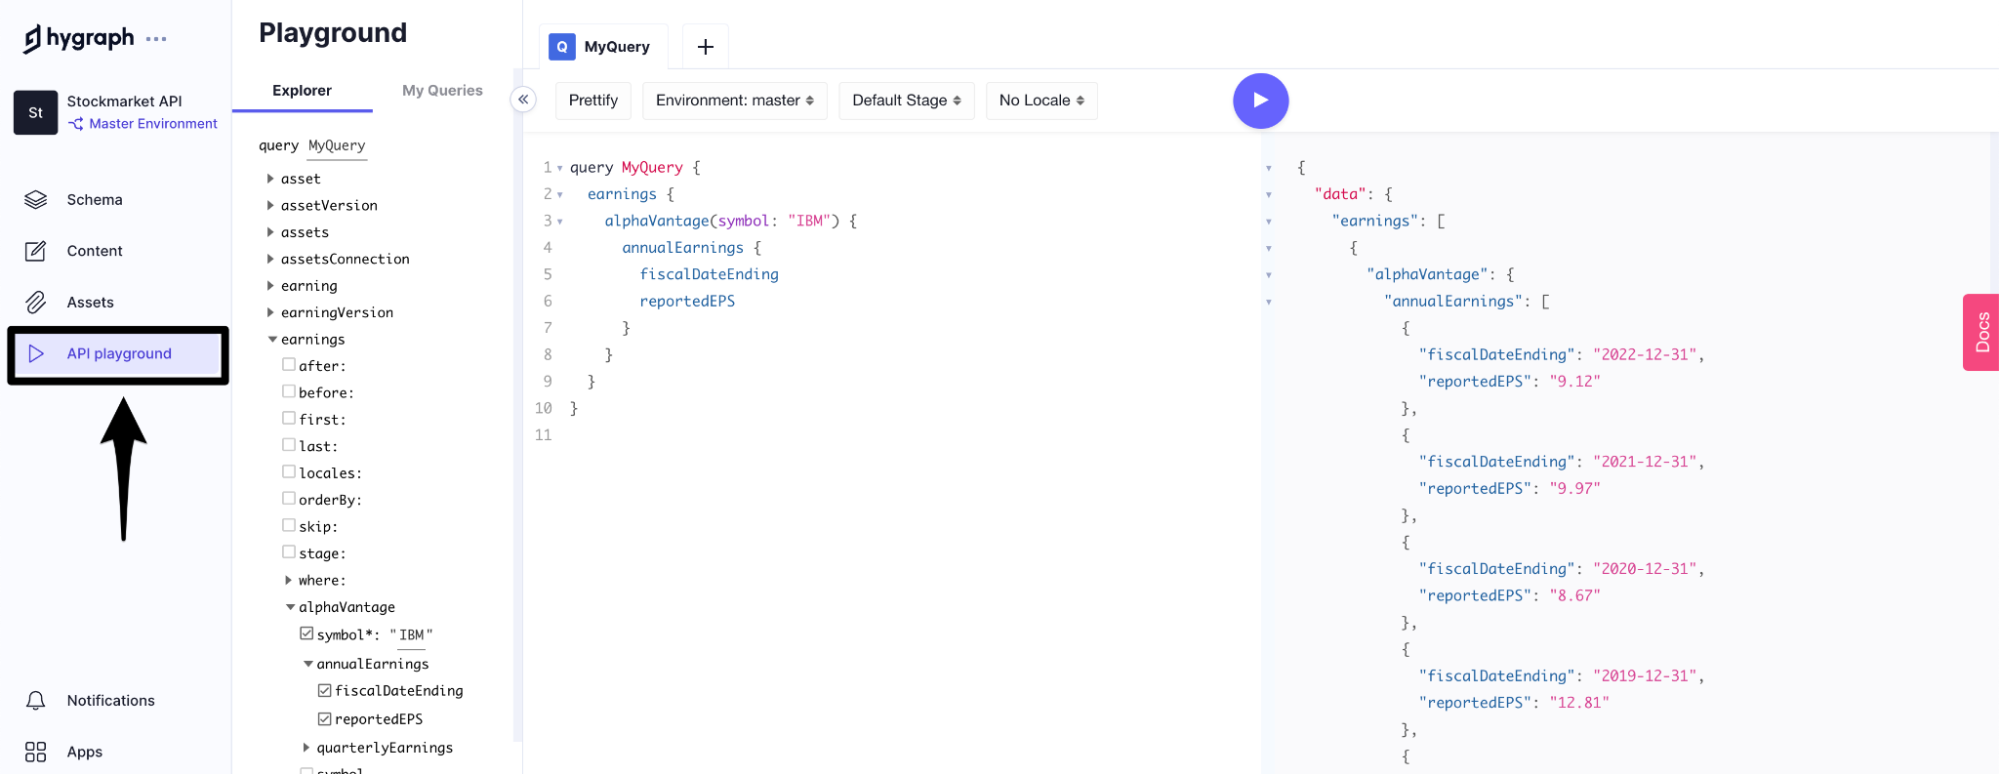 hygraph
St
Stockmarket API
Master Environment
Schema
Content
Assets
API playground
Notifications
Apps
Playground
Explorer
My Queries
query MyQuery
asset
assetVersion
assets
assetsConnection
earning
earningVersion
earnings
after:
before:
first:
last:
locales:
orderBy:
skip:
stage:
where:
alphaVantage
symbol*: "IBM"
annualEarnings
fiscalDateEnding
reportedEPS
quarterlyEarnings
symbol
Q MyQuery +
Prettify
Environment: master
Default Stage
No Locale
1 query MyQuery {
2 earnings {
3 alphaVantage(symbol: "IBM") {
4 annualEarnings {
5 fiscalDateEnding
6 reportedEPS
7 }
8 }
9 }
10 }
11
{
"data": {
"earnings": [
{
"alphaVantage": {
"annualEarnings": [
{
"fiscalDateEnding": "2022-12-31",
"reportedEPS": "9.12"
},
{
"fiscalDateEnding": "2021-12-31",
"reportedEPS": "9.97"
},
{
"fiscalDateEnding": "2020-12-31",
"reportedEPS": "8.67"
},
{
"fiscalDateEnding": "2019-12-31",
"reportedEPS": "12.81"
},
{
Docs